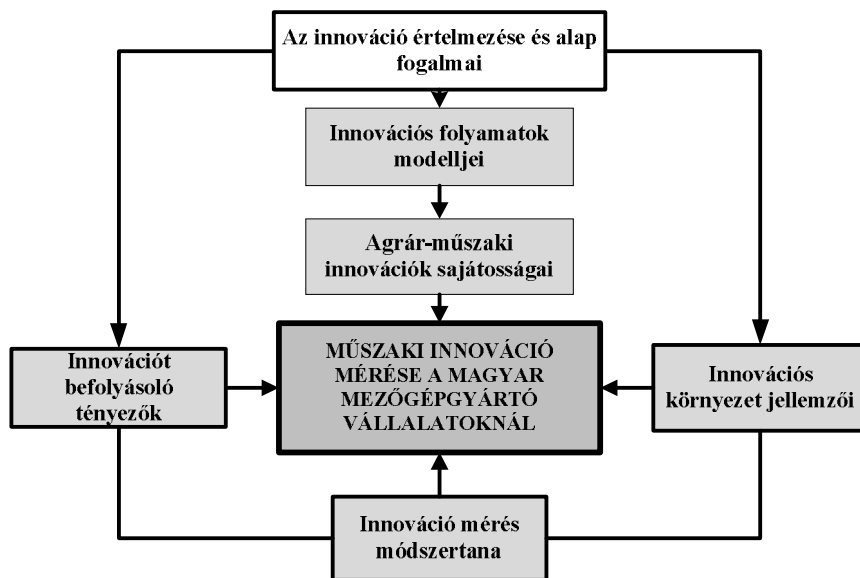 Az innováció értelmezése és alap
fogalmai
Innovációs folyamatok
modelljei
Agrár-műszaki
innovációk sajátosságai
Innovációt
befolyásoló
tényezők
MŰSZAKI INNOVÁCIÓ
MÉRÉSE A MAGYAR
MEZŐGÉPGYÁRTÓ
VÁLLALATOKNÁL
Innovációs
környezet jellemzői
Innováció mérés
módszertana